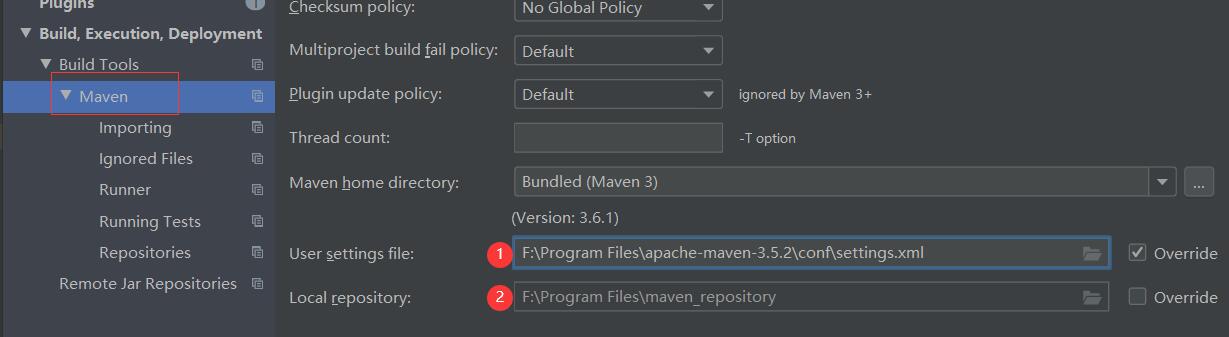 Plugins
1
Checksum policy: No Global Policy
Build, Execution, Deployment
Multiproject build fail policy: Default
Build Tools
Maven
Plugin update policy: Default ignored by Maven 3+
Importing
Thread count: -T option
Ignored Files
Runner
Maven home directory: Bundled (Maven 3) ...
Running Tests
(Version: 3.6.1)
Repositories
User settings file: 1 F:\Program Files\apache-maven-3.5.2\conf\settings.xml Override
Remote Jar Repositories
Local repository: 2 F:\Program Files\maven_repository Override